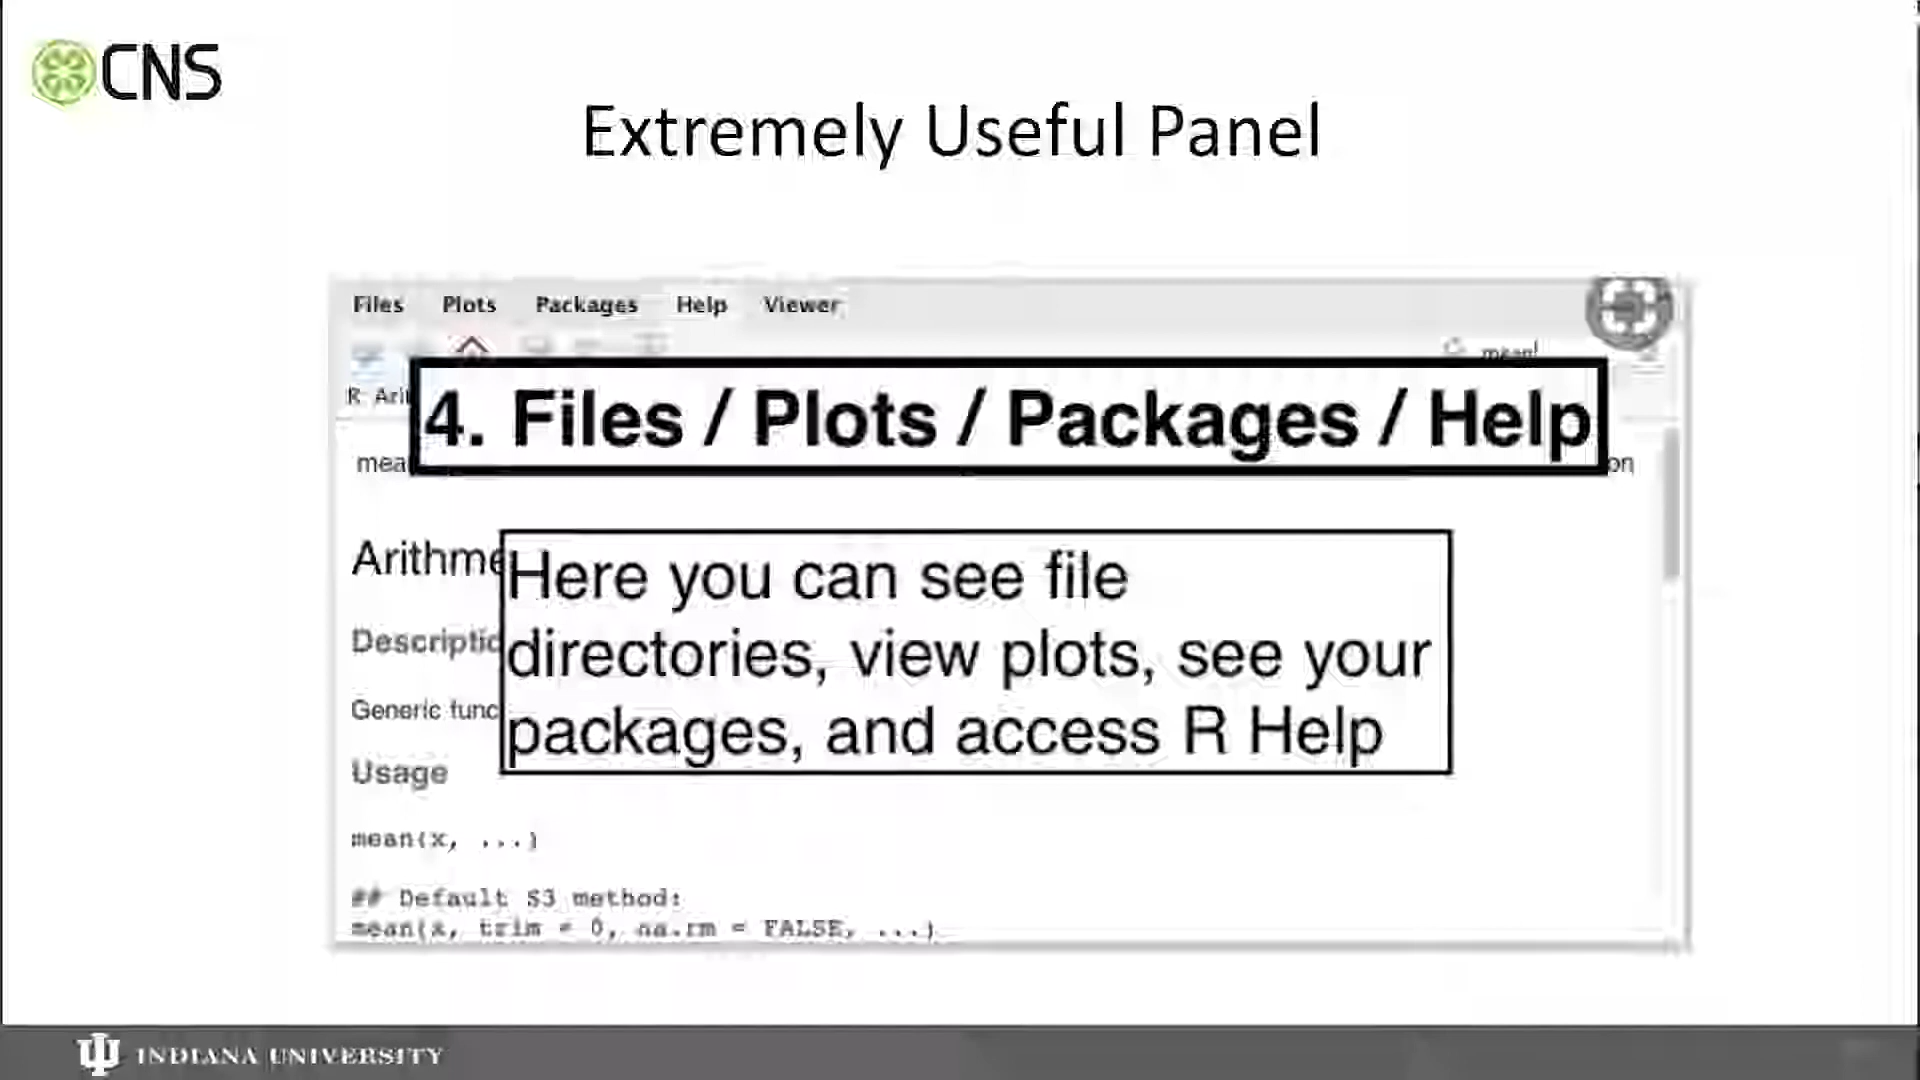 CNS
Extremely Useful Panel
Files Plots Packages Help Viewer
mean
R: Ari
4. Files / Plots / Packages / Help
mea on
Arithme
Here you can see file
directories, view plots, see your
packages, and access R Help
Descriptio
Generic func
Usage
mean(x, ...)
## Default S3 method:
mean(x, trim = 0, na.rm = FALSE, ...)
INDIANA UNIVERSITY